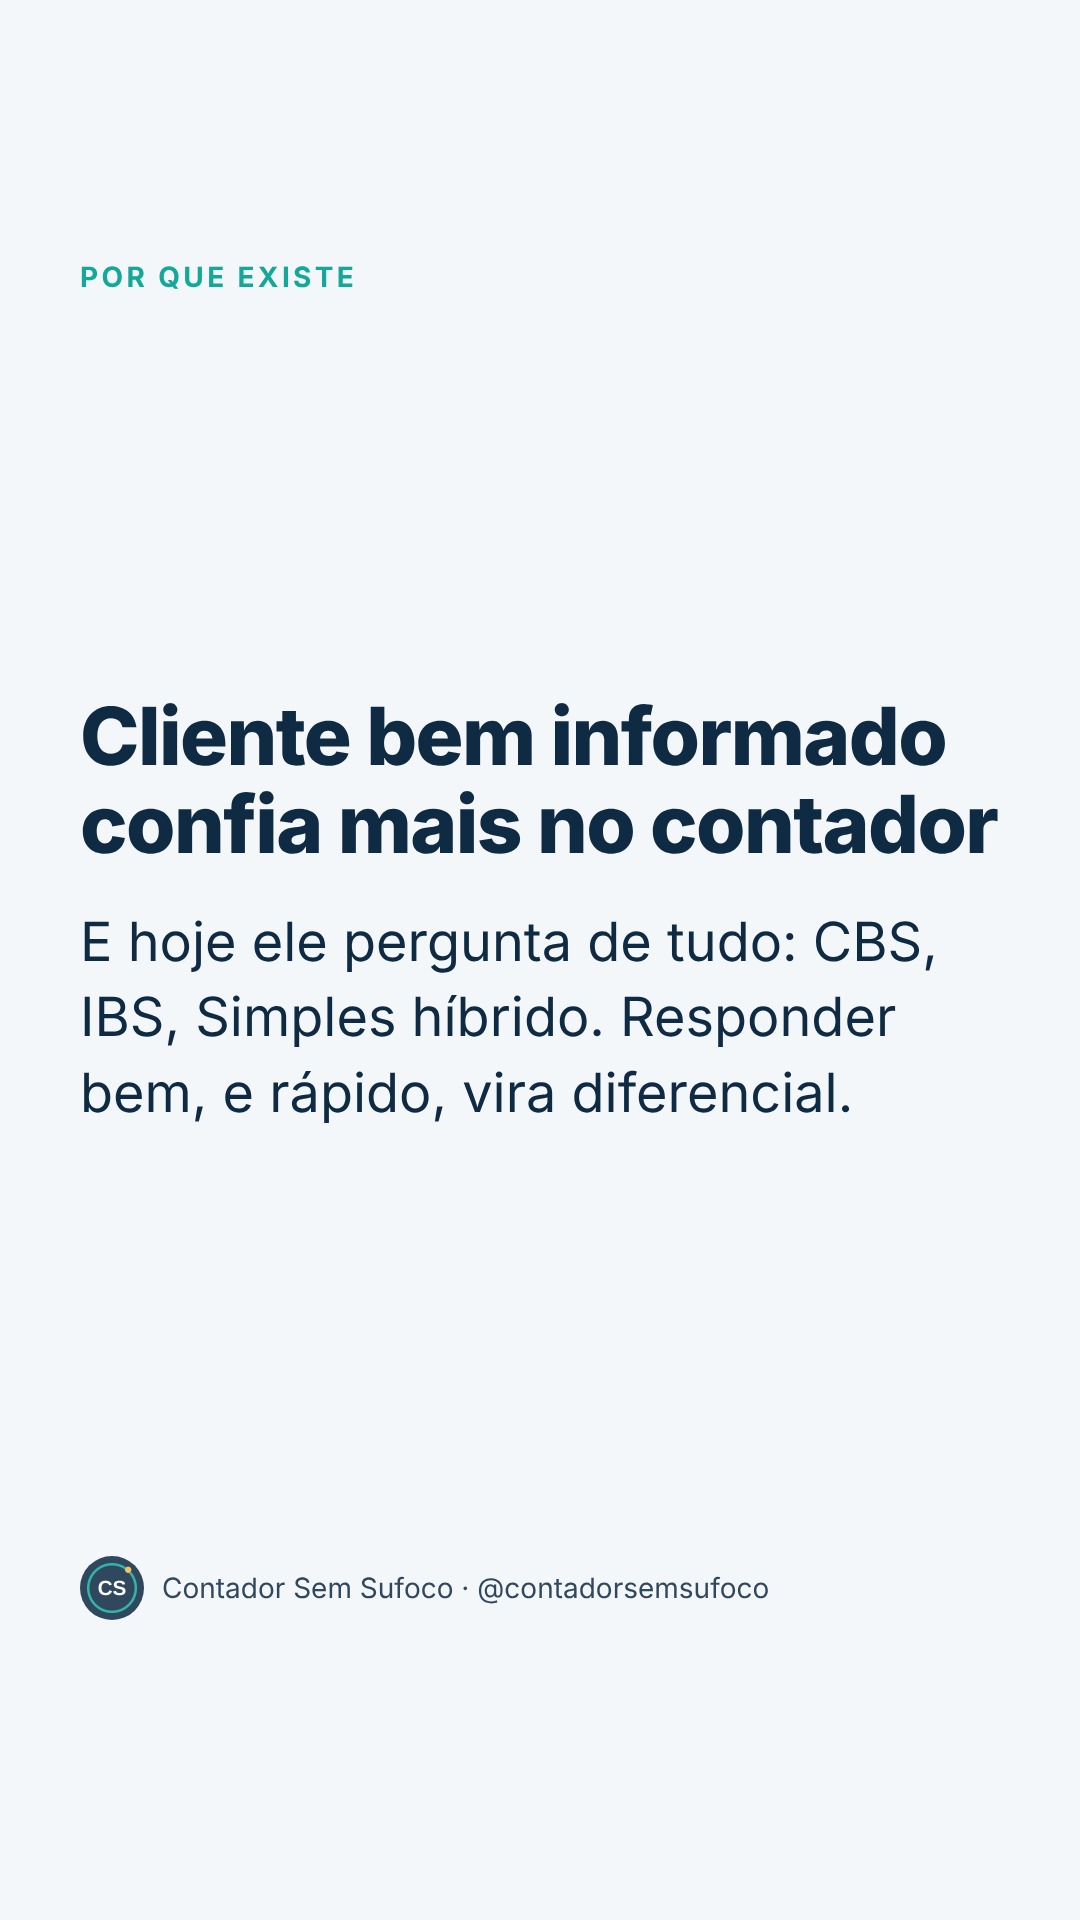 POR QUE EXISTE
Cliente bem informado
confia mais no contador
E hoje ele pergunta de tudo: CBS,
IBS, Simples híbrido. Responder
bem, e rápido, vira diferencial.
CS Contador Sem Sufoco · @contadorsemsufoco